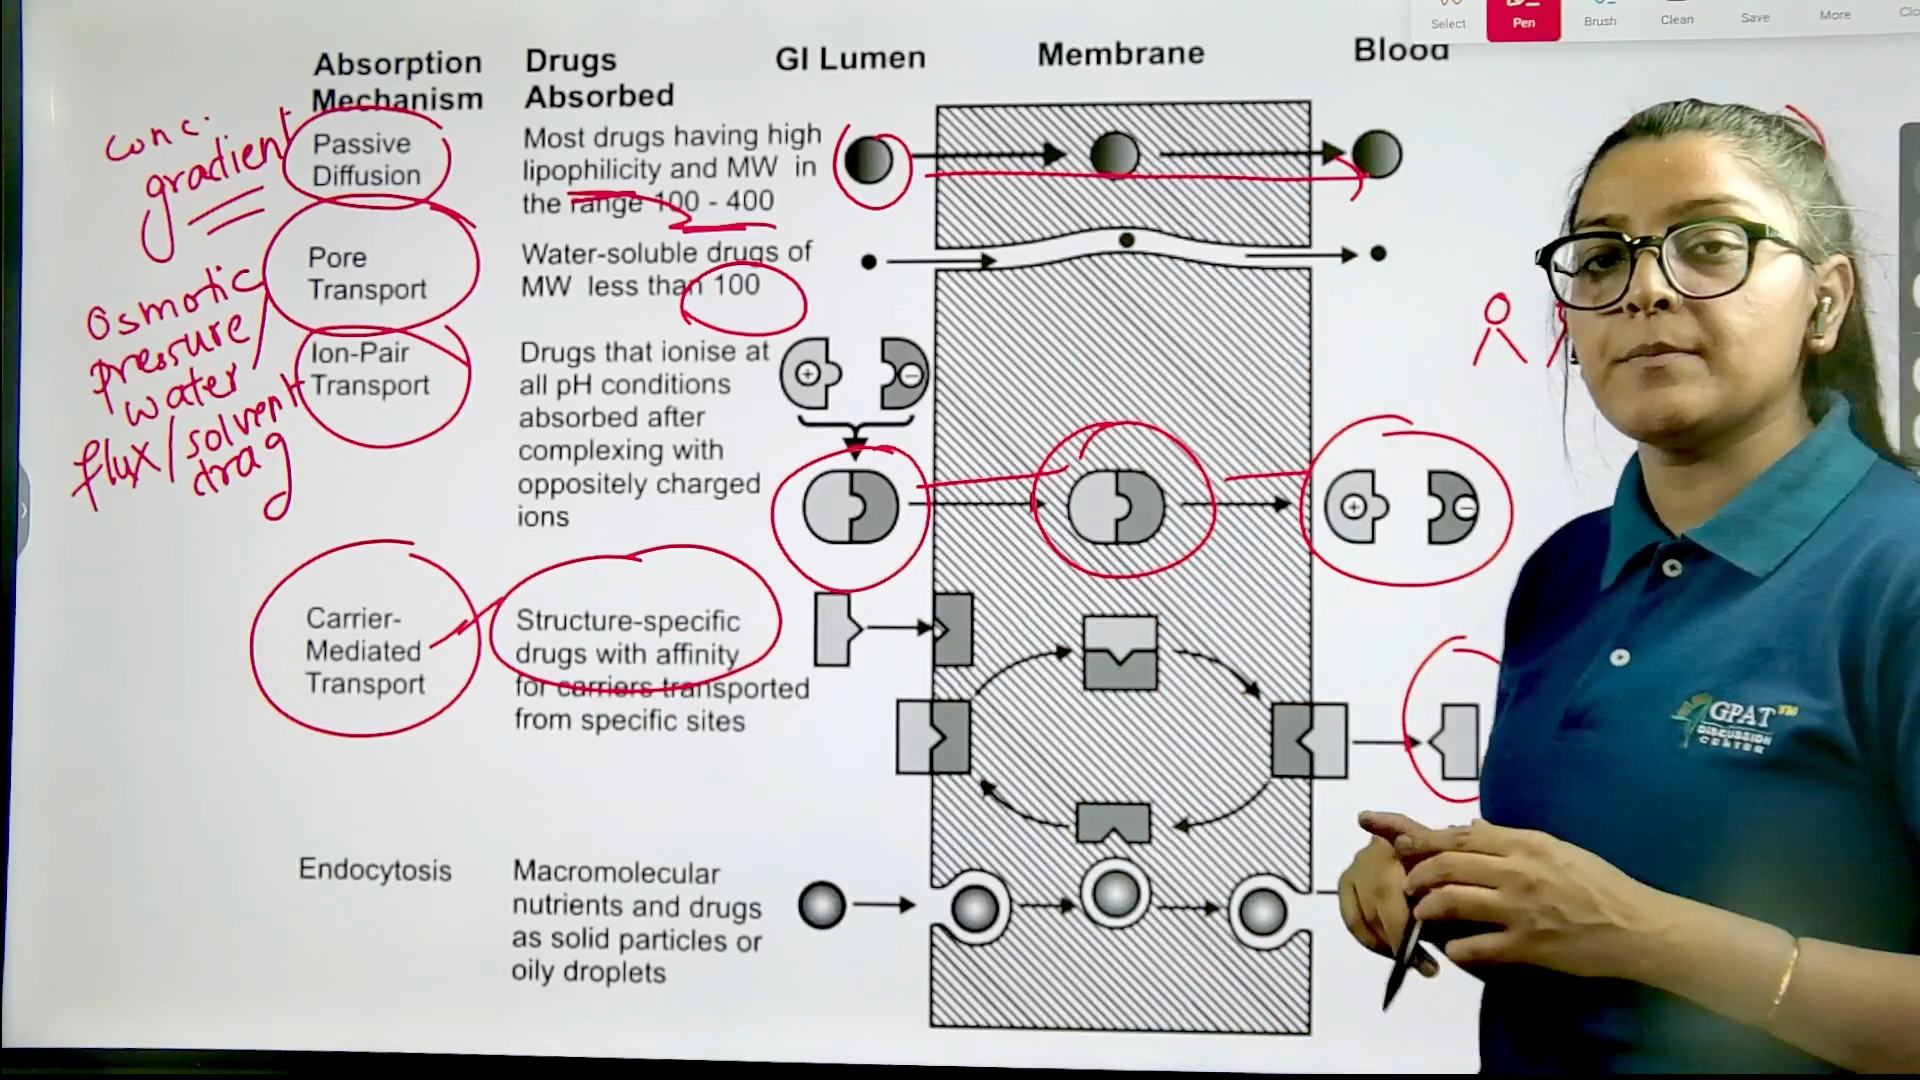 Select
Pen
Brush
Clean
Save
More
Absorption
Mechanism
Drugs
Absorbed
GI Lumen
Membrane
Blood
conc.
gradient
Passive
Diffusion
Most drugs having high
lipophilicity and MW in
the range 100 - 400
Osmotic
pressure/
water
flux/solvent
drag
Pore
Transport
Water-soluble drugs of
MW less than 100
Ion-Pair
Transport
Drugs that ionise at
all pH conditions
absorbed after
complexing with
oppositely charged
ions
+
−
+
−
Carrier-
Mediated
Transport
Structure-specific
drugs with affinity
for carriers transported
from specific sites
Endocytosis
Macromolecular
nutrients and drugs
as solid particles or
oily droplets
GPAT™
DISCUSSION
CENTER